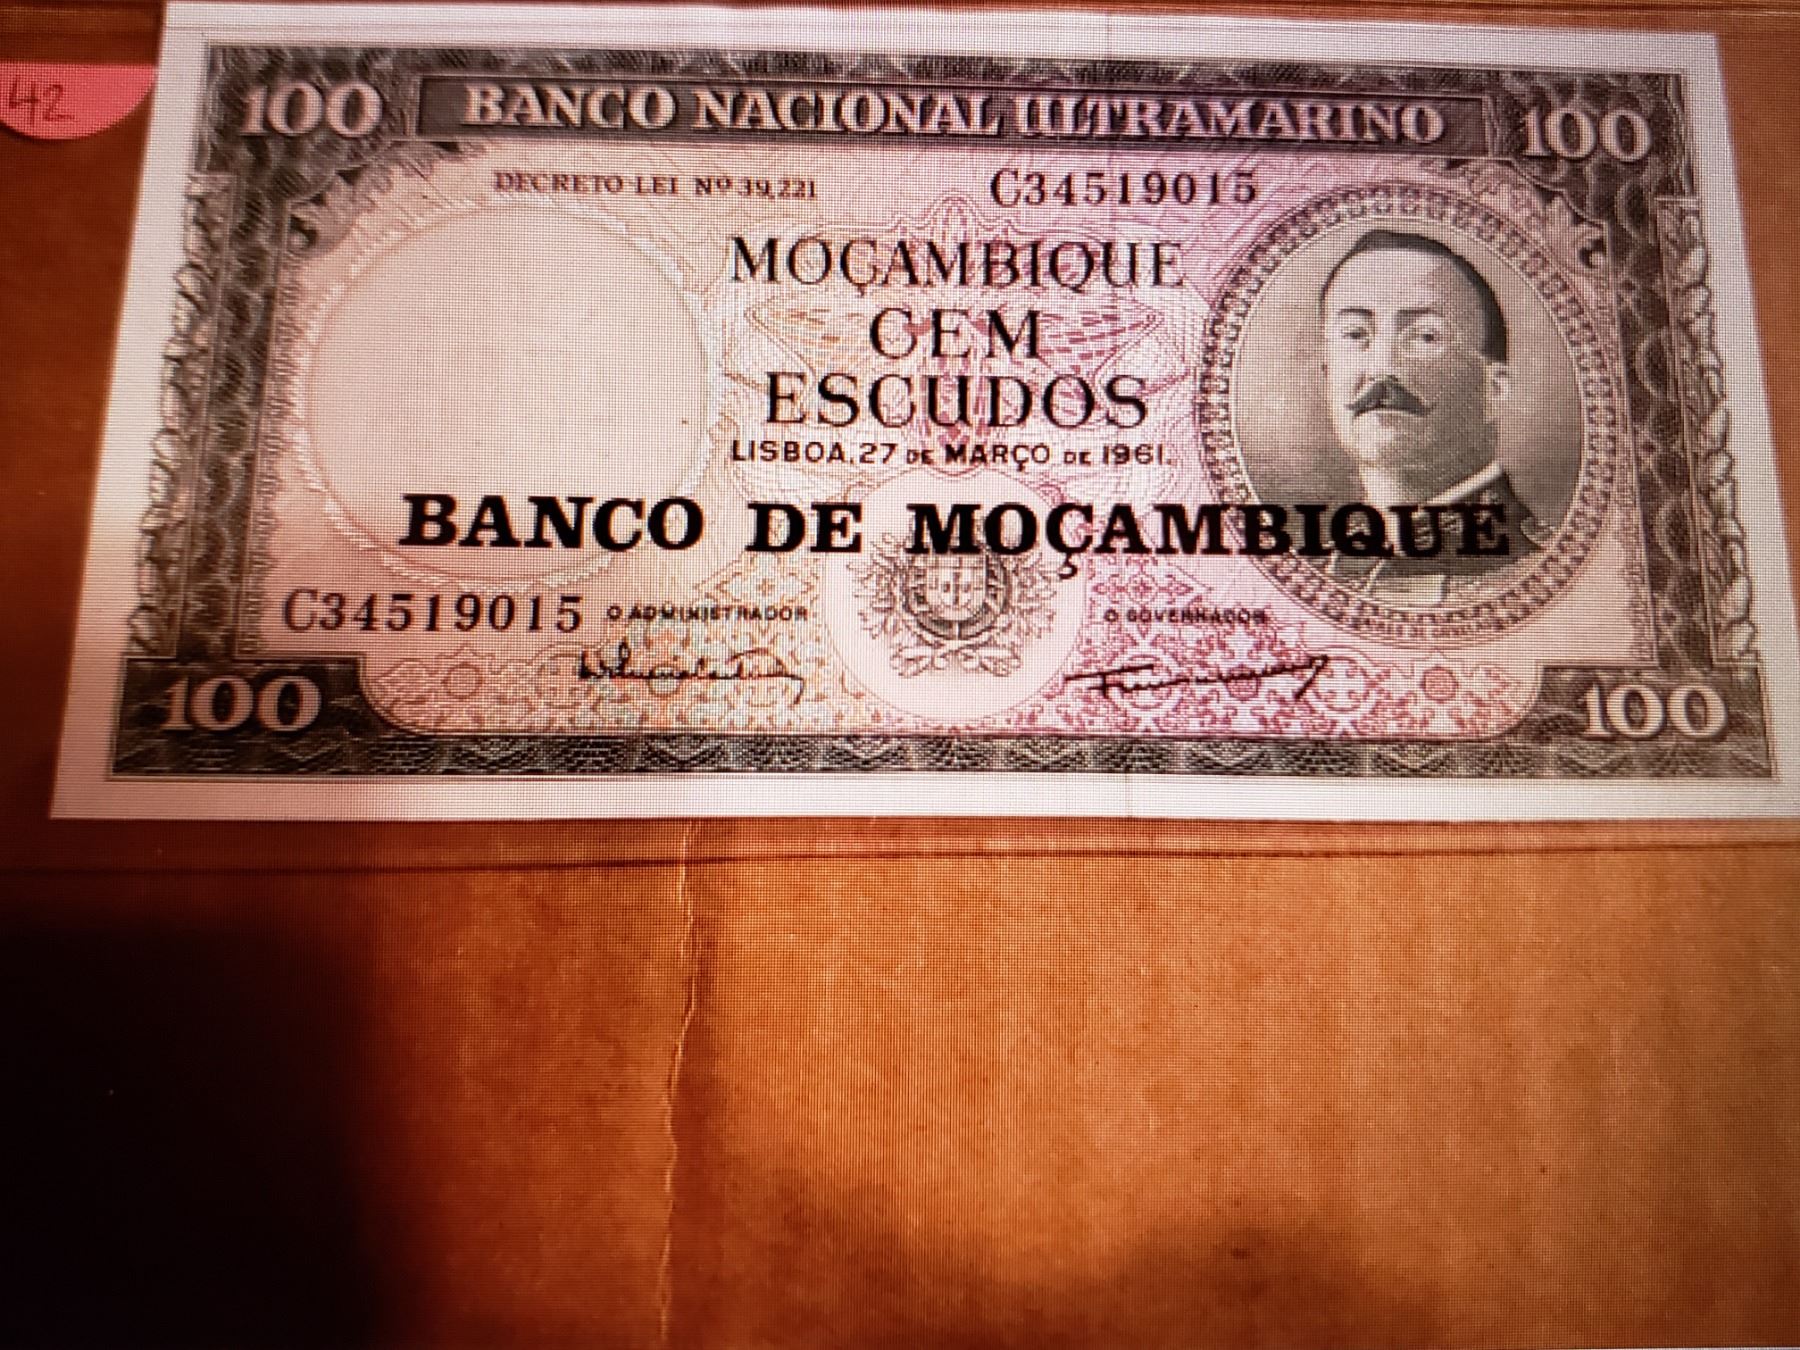 42
100 BANCO NACIONAL ULTRAMARINO 100
DECRETO-LEI Nº 39,221
C34519015
MOÇAMBIQUE
CEM
ESCUDOS
LISBOA, 27 DE MARÇO DE 1961.
BANCO DE MOÇAMBIQUE
C34519015
O ADMINISTRADOR
O GOVERNADOR
100
100